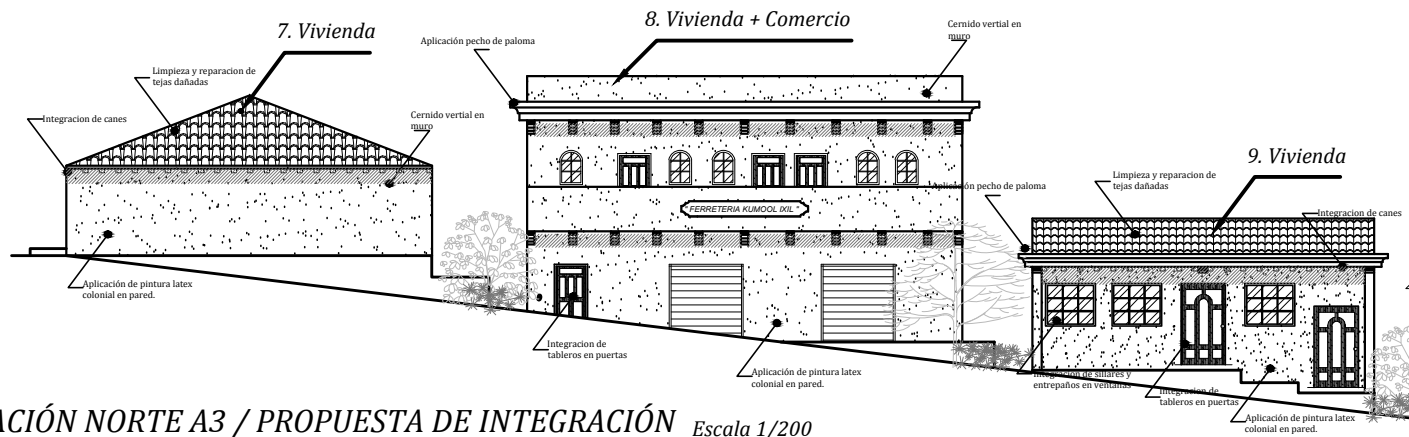 7. Vivienda
Aplicación pecho de paloma
8. Vivienda + Comercio
Cernido vertial en
muro
Limpieza y reparacion de
tejas dañadas
Integracion de canes
Cernido vertial en
muro
Aplicación de pintura latex
colonial en pared.
"FERRETERIA KUMOOL IXIL"
Integracion de
tableros en puertas
Aplicación de pintura latex
colonial en pared.
Aplicación pecho de paloma
Limpieza y reparacion de
tejas dañadas
9. Vivienda
Integracion de canes
Integracion de sillares y
entrepaños en ventanas
Integracion de
tableros en puertas
Aplicación de pintura latex
colonial en pared.
ACIÓN NORTE A3 / PROPUESTA DE INTEGRACIÓN Escala 1/200